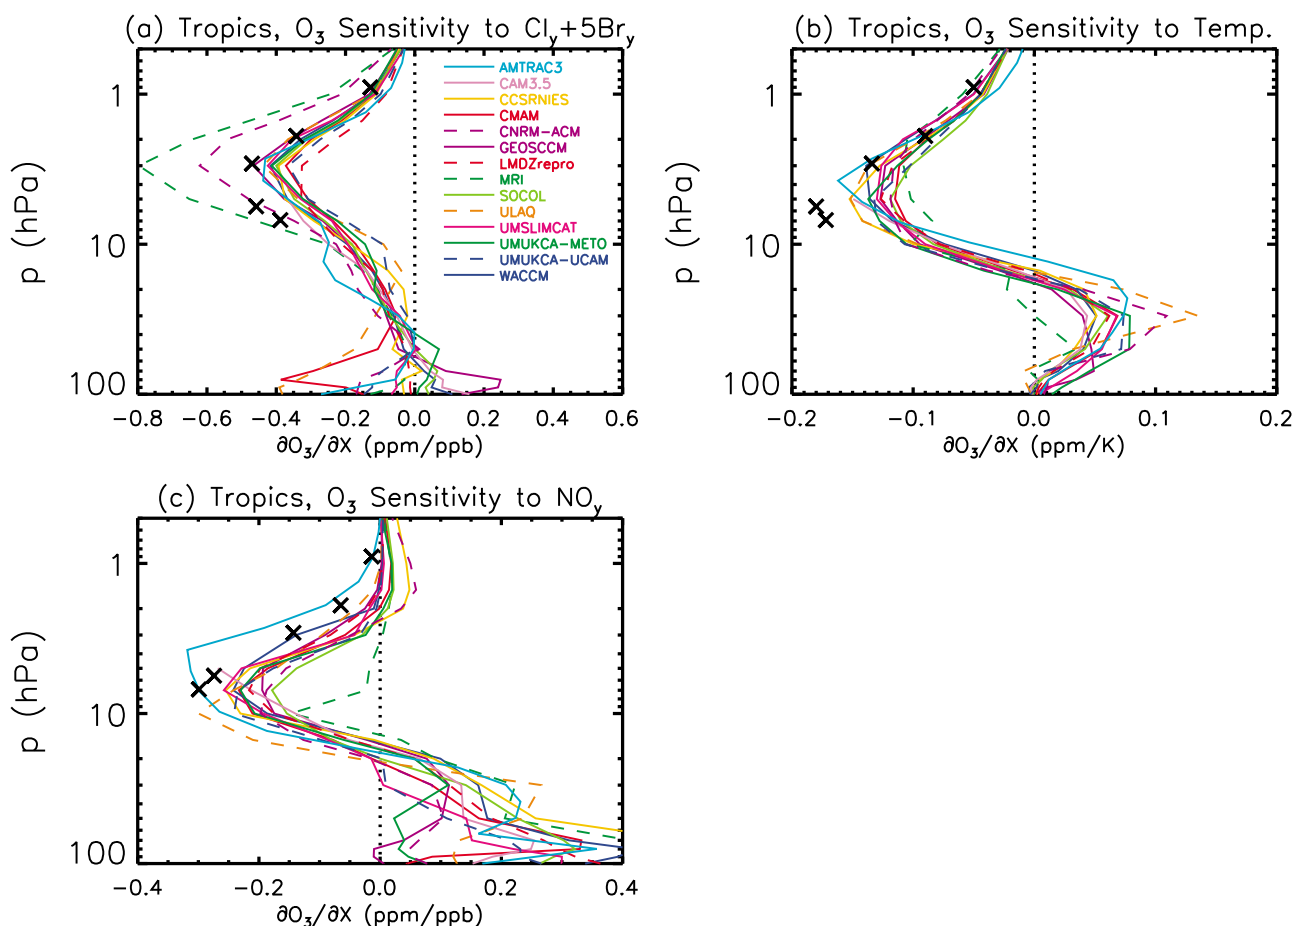 (a) Tropics, O3 Sensitivity to Cly+5Bry
AMTRAC3
CAM3.5
CCSRNIES
CMAM
CNRM-ACM
GEOSCCM
LMDZrepro
MRI
SOCOL
ULAQ
UMSLIMCAT
UMUKCA-METO
UMUKCA-UCAM
WACCM
1
10
100
p (hPa)
-0.8 -0.6 -0.4 -0.2 0.0 0.2 0.4 0.6
∂O3/∂X (ppm/ppb)
(b) Tropics, O3 Sensitivity to Temp.
1
10
100
p (hPa)
-0.2 -0.1 0.0 0.1 0.2
∂O3/∂X (ppm/K)
(c) Tropics, O3 Sensitivity to NOy
1
10
100
p (hPa)
-0.4 -0.2 0.0 0.2 0.4
∂O3/∂X (ppm/ppb)